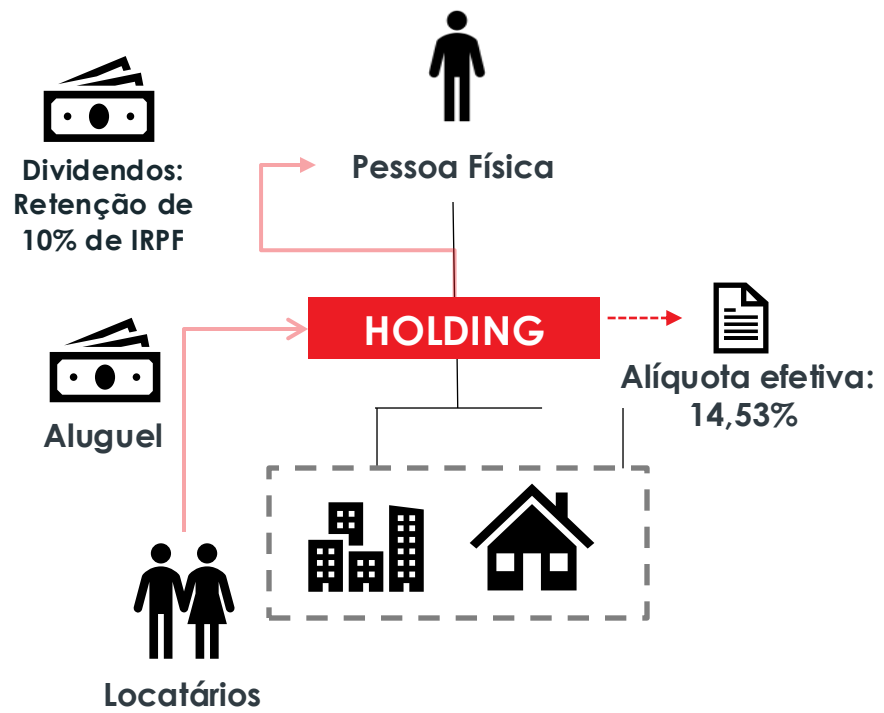 Pessoa Física
Dividendos:
Retenção de
10% de IRPF
HOLDING
Alíquota efetiva:
14,53%
Aluguel
Locatários